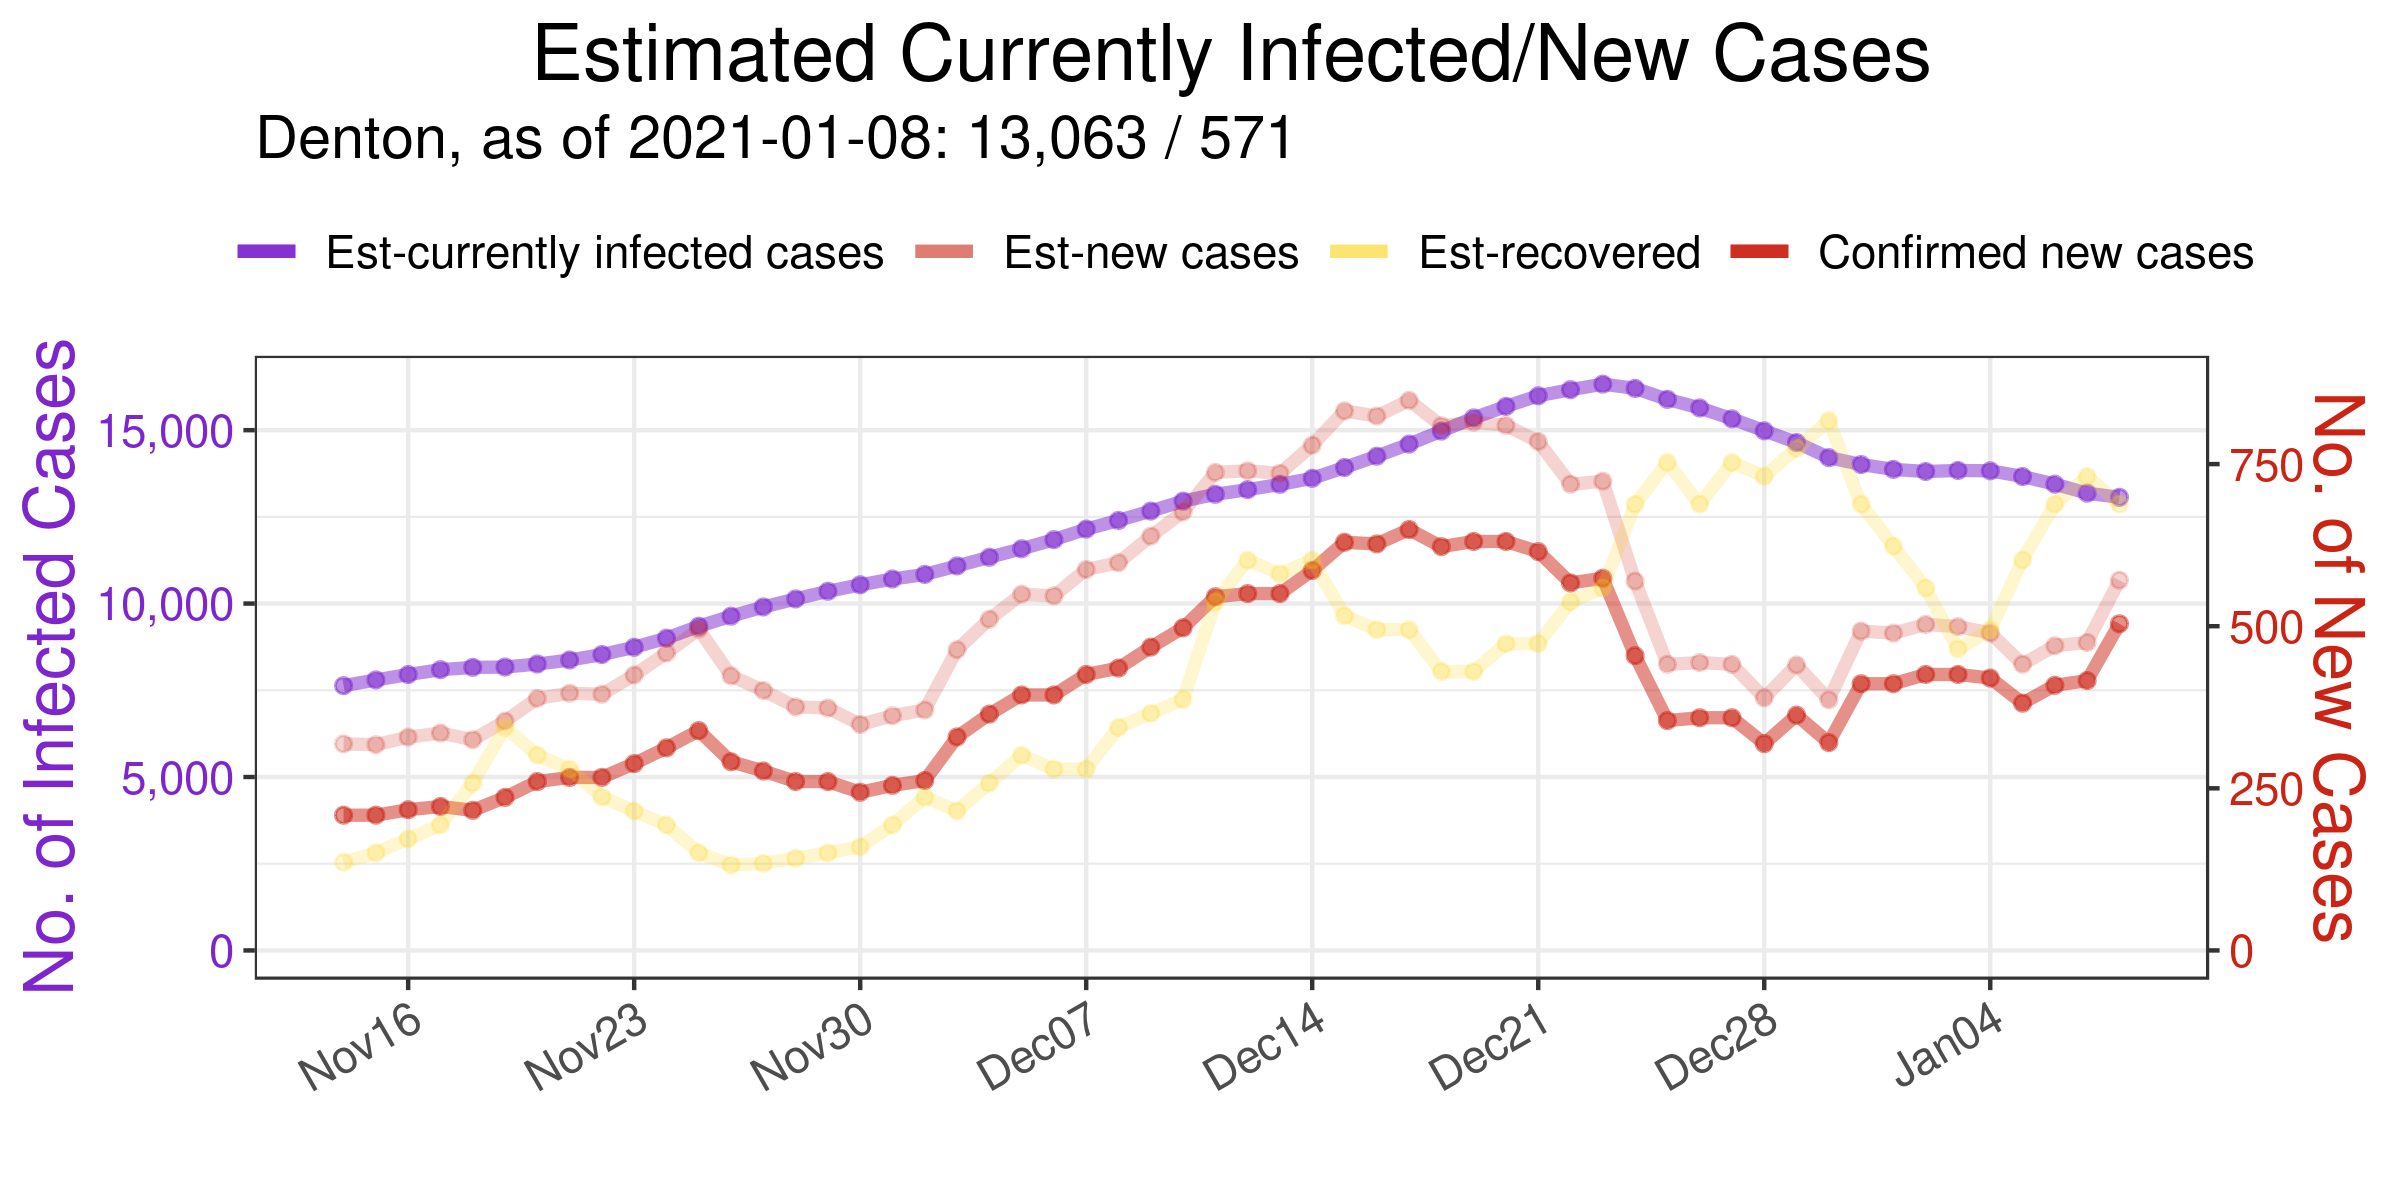 Estimated Currently Infected/New Cases
Denton, as of 2021-01-08: 13,063 / 571
Est-currently infected cases Est-new cases Est-recovered Confirmed new cases
No. of Infected Cases
15,000
10,000
5,000
0
No. of New Cases
750
500
250
0
Nov16 Nov23 Nov30 Dec07 Dec14 Dec21 Dec28 Jan04